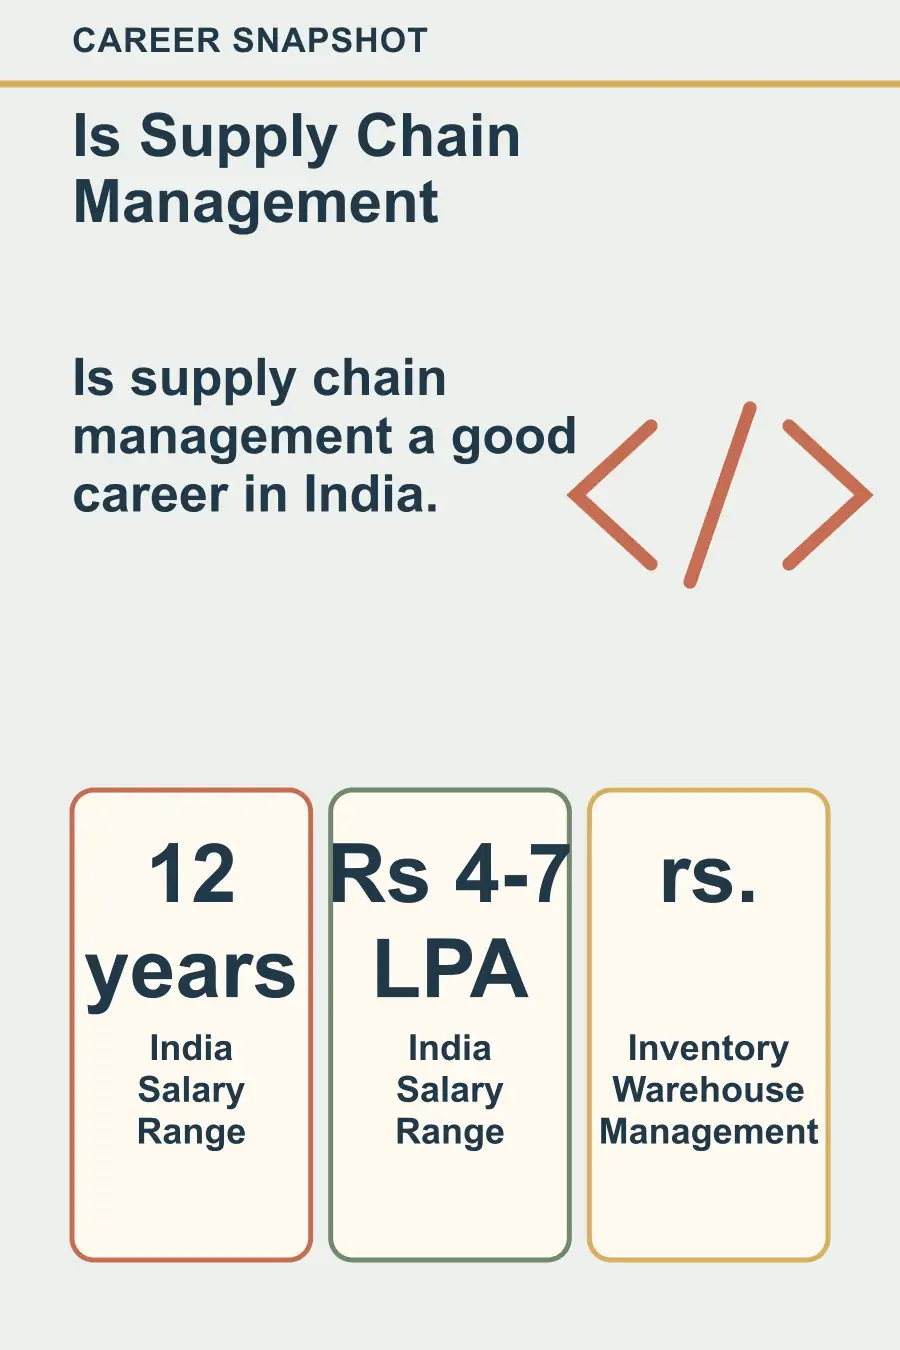 CAREER SNAPSHOT
Is Supply Chain
Management
Is supply chain
management a good
career in India.
</>
12
years
India
Salary
Range
Rs 4-7
LPA
India
Salary
Range
rs.
Inventory
Warehouse
Management